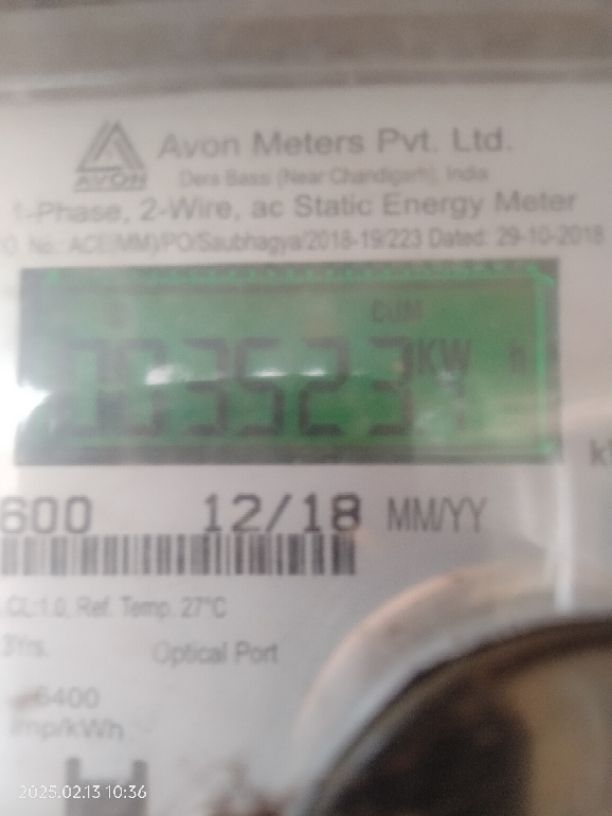 Avon Meters Pvt. Ltd.
AVON
Dera Bassi (Near Chandigarh), India
1-Phase, 2-Wire, ac Static Energy Meter
No.: ACE(MM)/PO/Saubhagya/2018-19/223 Dated: 29-10-2018
CUM
003523 KW h
600 12/18 MM/YY
CL:1.0, Ref. Temp. 27°C
3Yrs. Optical Port
6400
imp/kWh
2025.02.13 10:36